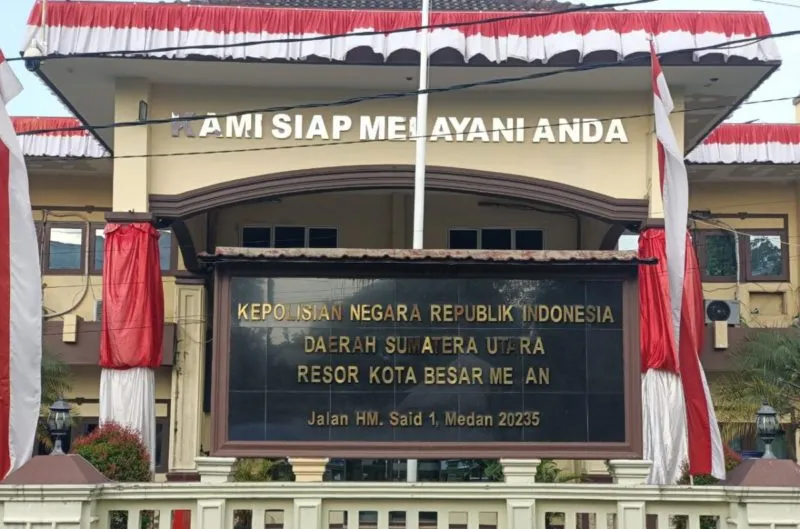 KAMI SIAP MELAYANI ANDA
KEPOLISIAN NEGARA REPUBLIK INDONESIA
DAERAH SUMATERA UTARA
RESOR KOTA BESAR ME AN
Jalan HM. Said 1, Medan 20235